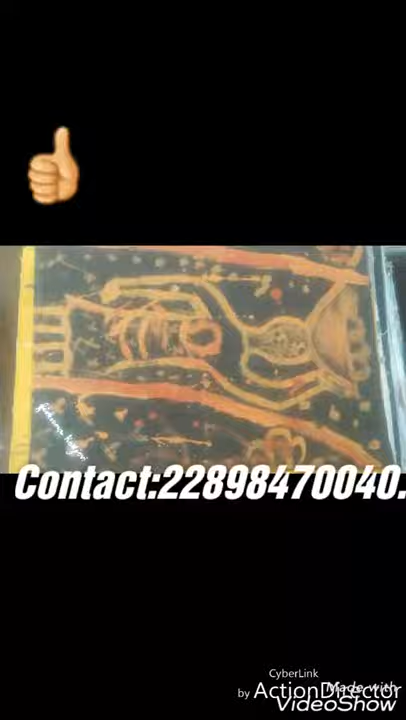 Contact:22898470040.
CyberLink
by ActionDirector
Made with
VideoShow